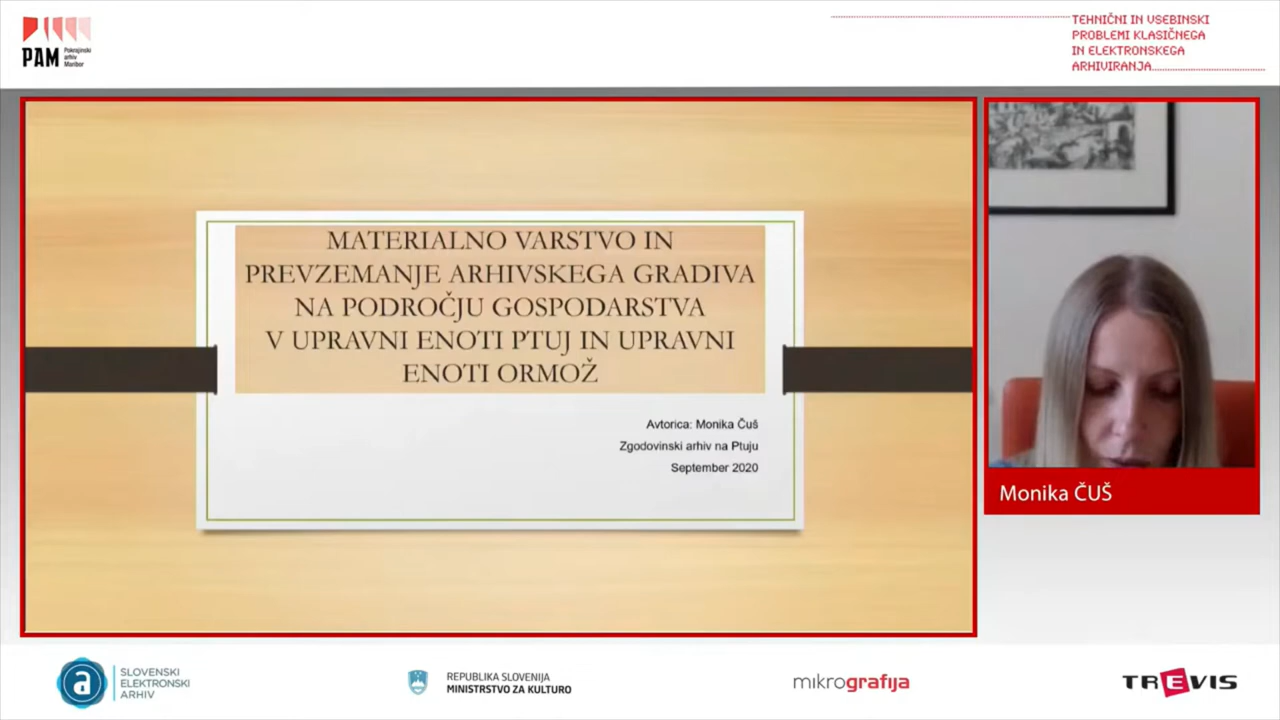 PAM
Pokrajinski
arhiv
Maribor
TEHNIČNI IN VSEBINSKI
PROBLEMI KLASIČNEGA
IN ELEKTRONSKEGA
ARHIVIRANJA
MATERIALNO VARSTVO IN
PREVZEMANJE ARHIVSKEGA GRADIVA
NA PODROČJU GOSPODARSTVA
V UPRAVNI ENOTI PTUJ IN UPRAVNI
ENOTI ORMOŽ
Avtorica: Monika Čuš
Zgodovinski arhiv na Ptuju
September 2020
Monika ČUŠ
a
SLOVENSKI
ELEKTRONSKI
ARHIV
REPUBLIKA SLOVENIJA
MINISTRSTVO ZA KULTURO
mikrografija
TREVIS